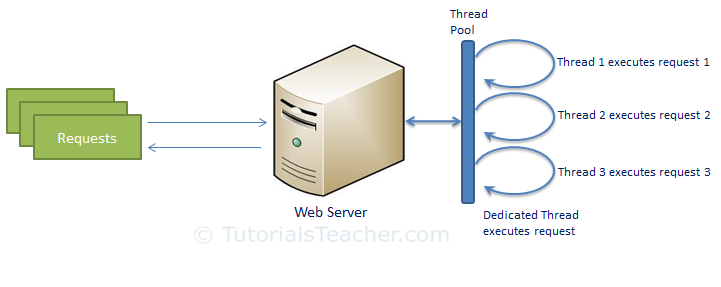 Thread
Pool
Thread 1 executes request 1
Thread 2 executes request 2
Requests
Thread 3 executes request 3
Web Server
Dedicated Thread
executes request
© TutorialsTeacher.com